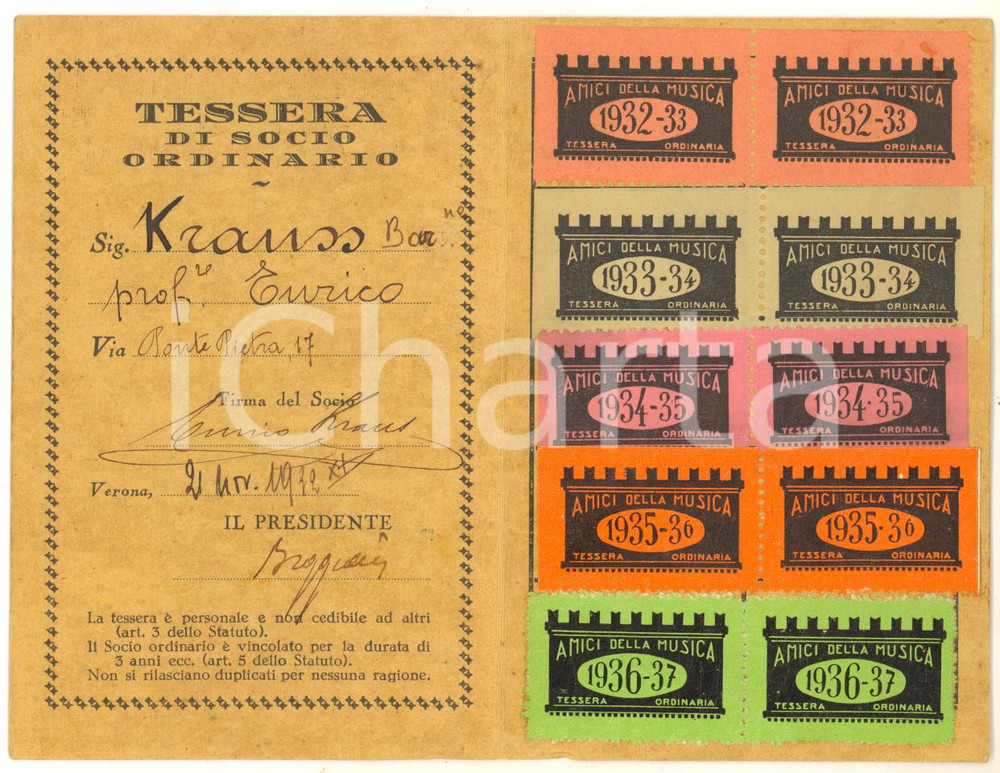 TESSERA
DI SOCIO
ORDINARIO
Sig. Krauss Bar.ne
prof.re Enrico
Via Ponte Pietra, 17
Firma del Socio
Enrico Kraus
Verona, 21 Nov. 1932 XI
IL PRESIDENTE
La tessera è personale e non cedibile ad altri
(art. 3 dello Statuto).
Il Socio ordinario è vincolato per la durata di
3 anni ecc. (art. 5 dello Statuto).
Non si rilasciano duplicati per nessuna ragione.
AMICI DELLA MUSICA
1932-33
TESSERA ORDINARIA
AMICI DELLA MUSICA
1932-33
TESSERA ORDINARIA
AMICI DELLA MUSICA
1933-34
TESSERA ORDINARIA
AMICI DELLA MUSICA
1933-34
TESSERA ORDINARIA
AMICI DELLA MUSICA
1934-35
AMICI DELLA MUSICA
1934-35
AMICI DELLA MUSICA
1935-36
TESSERA ORDINARIA
AMICI DELLA MUSICA
1935-36
TESSERA ORDINARIA
AMICI DELLA MUSICA
1936-37
TESSERA ORDINARIA
AMICI DELLA MUSICA
1936-37
TESSERA ORDINARIA
iCharta